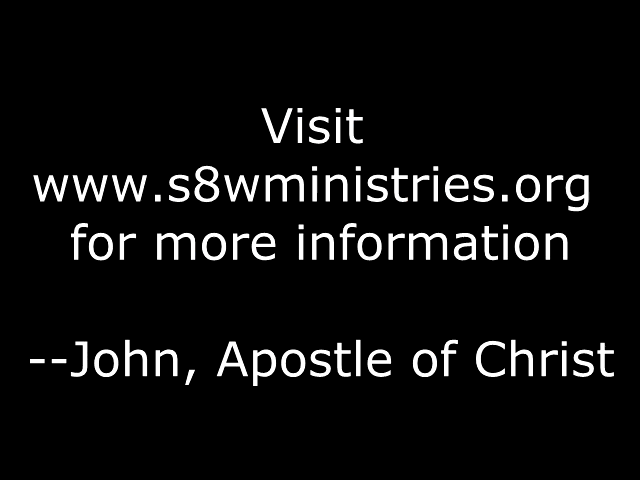 Visit
www.s8wministries.org
for more information
--John, Apostle of Christ